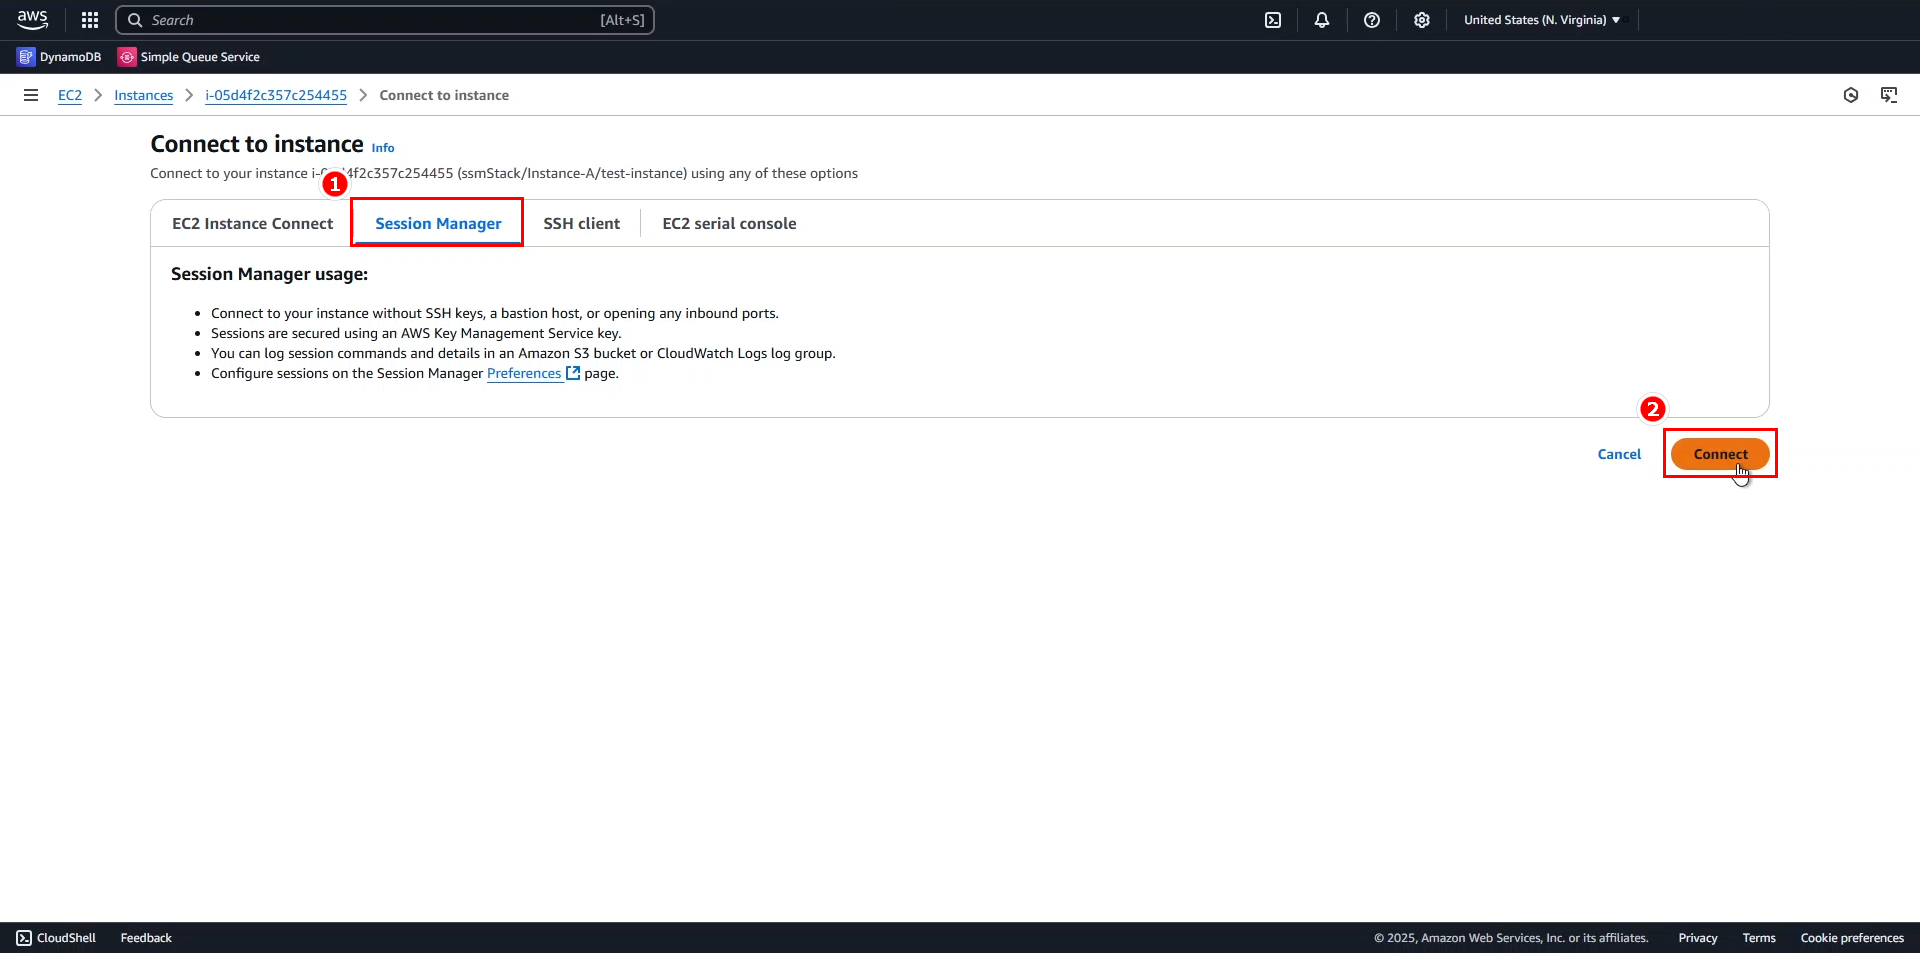 aws
Search [Alt+S]
United States (N. Virginia)
DynamoDB
Simple Queue Service
EC2 > Instances > i-05d4f2c357c254455 > Connect to instance
Connect to instance Info
Connect to your instance i-0 4f2c357c254455 (ssmStack/Instance-A/test-instance) using any of these options
1
EC2 Instance Connect
Session Manager
SSH client
EC2 serial console
Session Manager usage:
• Connect to your instance without SSH keys, a bastion host, or opening any inbound ports.
• Sessions are secured using an AWS Key Management Service key.
• You can log session commands and details in an Amazon S3 bucket or CloudWatch Logs log group.
• Configure sessions on the Session Manager Preferences page.
2
Cancel
Connect
CloudShell
Feedback
© 2025, Amazon Web Services, Inc. or its affiliates.
Privacy
Terms
Cookie preferences